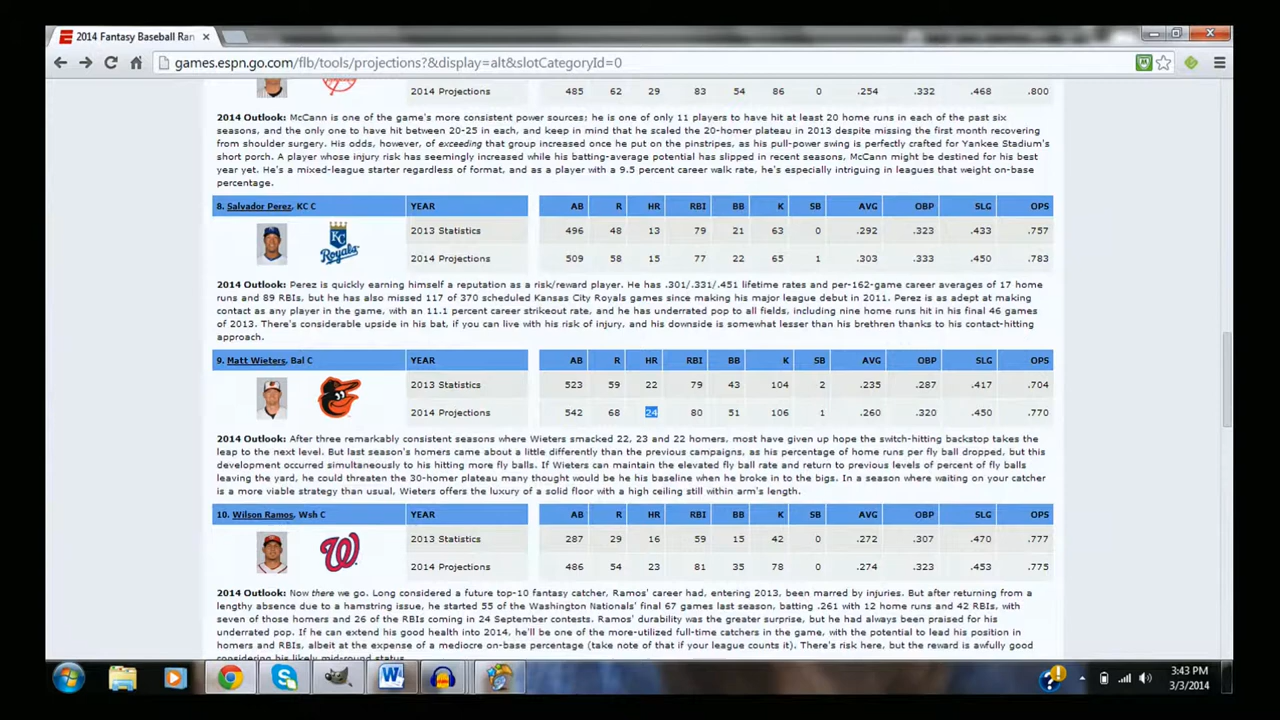 2014 Fantasy Baseball Ran
games.espn.go.com/flb/tools/projections?&display=alt&slotCategoryId=0
2014 Projections 485 62 29 83 54 86 0 .254 .332 .468 .800
2014 Outlook: McCann is one of the game's more consistent power sources; he is one of only 11 players to have hit at least 20 home runs in each of the past six
seasons, and the only one to have hit between 20-25 in each, and keep in mind that he scaled the 20-homer plateau in 2013 despite missing the first month recovering
from shoulder surgery. His odds, however, of exceeding that group increased once he put on the pinstripes, as his pull-power swing is perfectly crafted for Yankee Stadium's
short porch. A player whose injury risk has seemingly increased while his batting-average potential has slipped in recent seasons, McCann might be destined for his best
year yet. He's a mixed-league starter regardless of format, and as a player with a 9.5 percent career walk rate, he's especially intriguing in leagues that weight on-base
percentage.
8. Salvador Perez, KC C YEAR AB R HR RBI BB K SB AVG OBP SLG OPS
2013 Statistics 496 48 13 79 21 63 0 .292 .323 .433 .757
KC
Royals
2014 Projections 509 58 15 77 22 65 1 .303 .333 .450 .783
2014 Outlook: Perez is quickly earning himself a reputation as a risk/reward player. He has .301/.331/.451 lifetime rates and per-162-game career averages of 17 home
runs and 89 RBIs, but he has also missed 117 of 370 scheduled Kansas City Royals games since making his major league debut in 2011. Perez is as adept at making
contact as any player in the game, with an 11.1 percent career strikeout rate, and he has underrated pop to all fields, including nine home runs hit in his final 46 games
of 2013. There's considerable upside in his bat, if you can live with his risk of injury, and his downside is somewhat lesser than his brethren thanks to his contact-hitting
approach.
9. Matt Wieters, Bal C YEAR AB R HR RBI BB K SB AVG OBP SLG OPS
2013 Statistics 523 59 22 79 43 104 2 .235 .287 .417 .704
2014 Projections 542 68 24 80 51 106 1 .260 .320 .450 .770
2014 Outlook: After three remarkably consistent seasons where Wieters smacked 22, 23 and 22 homers, most have given up hope the switch-hitting backstop takes the
leap to the next level. But last season's homers came about a little differently than the previous campaigns, as his percentage of home runs per fly ball dropped, but this
development occurred simultaneously to his hitting more fly balls. If Wieters can maintain the elevated fly ball rate and return to previous levels of percent of fly balls
leaving the yard, he could threaten the 30-homer plateau many thought would be he his baseline when he broke in to the bigs. In a season where waiting on your catcher
is a more viable strategy than usual, Wieters offers the luxury of a solid floor with a high ceiling still within arm's length.
10. Wilson Ramos, Wsh C YEAR AB R HR RBI BB K SB AVG OBP SLG OPS
2013 Statistics 287 29 16 59 15 42 0 .272 .307 .470 .777
W
2014 Projections 486 54 23 81 35 78 0 .274 .323 .453 .775
2014 Outlook: Now there we go. Long considered a future top-10 fantasy catcher, Ramos' career had, entering 2013, been marred by injuries. But after returning from a
lengthy absence due to a hamstring issue, he started 55 of the Washington Nationals' final 67 games last season, batting .261 with 12 home runs and 42 RBIs, with
seven of those homers and 26 of the RBIs coming in 24 September contests. Ramos' durability was the greater surprise, but he had always been praised for his
underrated pop. If he can extend his good health into 2014, he'll be one of the more-utilized full-time catchers in the game, with the potential to lead his position in
homers and RBIs, albeit at the expense of a mediocre on-base percentage (take note of that if your league counts it). There's risk here, but the reward is awfully good
considering his likely mid-round status.
3:43 PM
3/3/2014